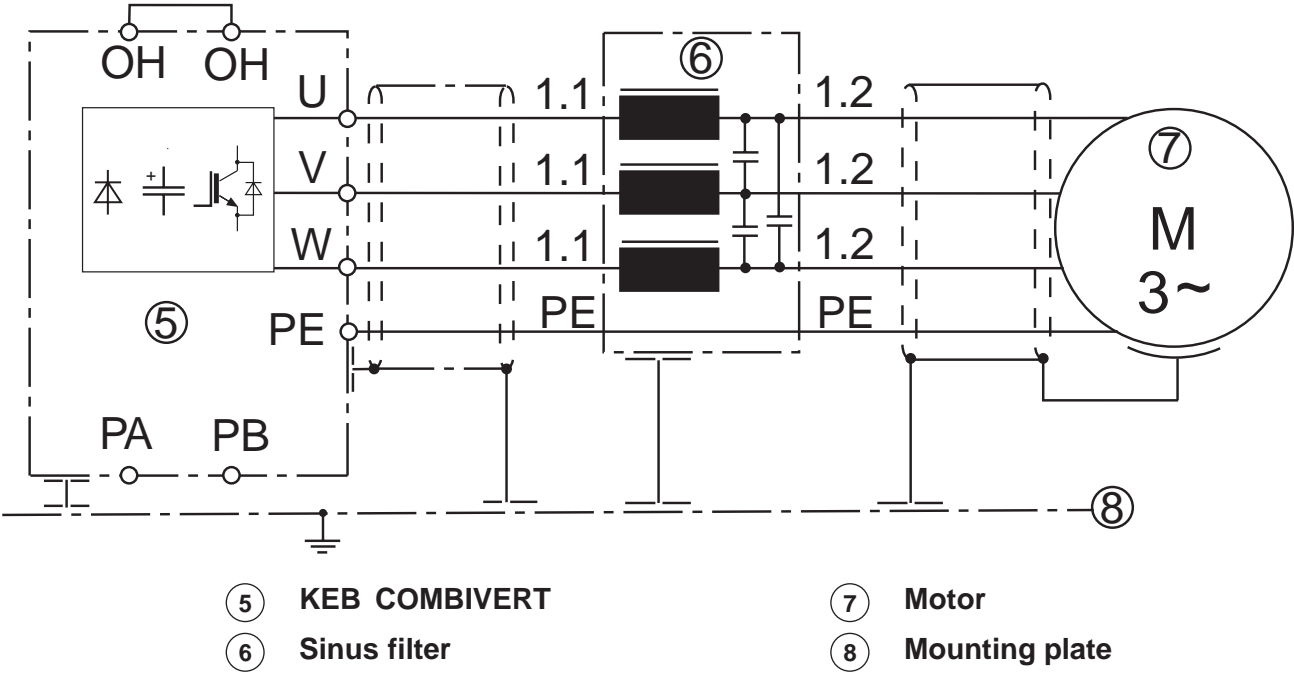 OH OH
⑥
U 1.1 1.2
⑦
V 1.1 1.2
+
M
W 1.1 1.2
3~
⑤ PE PE PE
PA PB
⑧
⑤ KEB COMBIVERT ⑦ Motor
⑥ Sinus filter ⑧ Mounting plate